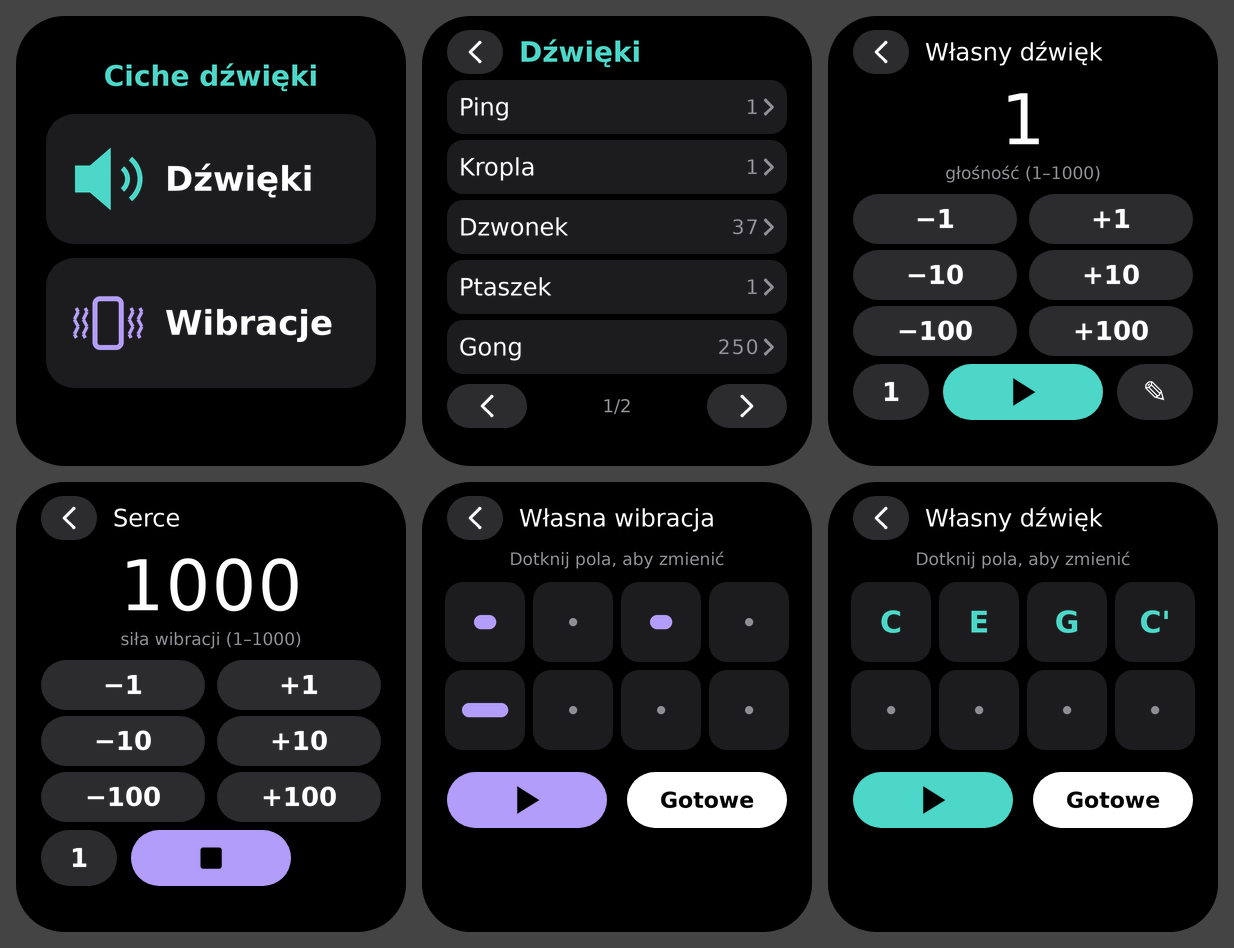 Ciche dźwięki
Dźwięki
Wibracje
Dźwięki
Ping 1
Kropla 1
Dzwonek 37
Ptaszek 1
Gong 250
1/2
Własny dźwięk
1
głośność (1–1000)
−1 +1
−10 +10
−100 +100
1
Serce
1000
siła wibracji (1–1000)
−1 +1
−10 +10
−100 +100
1
Własna wibracja
Dotknij pola, aby zmienić
Gotowe
Własny dźwięk
Dotknij pola, aby zmienić
C E G C'
Gotowe